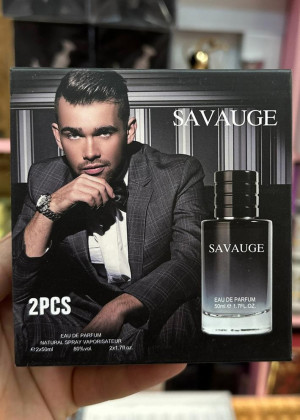 SAVAUGE
SAVAUGE
EAU DE PARFUM
50ml 1.7FL.OZ.
2PCS
EAU DE PARFUM
NATURAL SPRAY VAPORISATEUR
2x50ml 80%vol 2x1.7fl.oz.